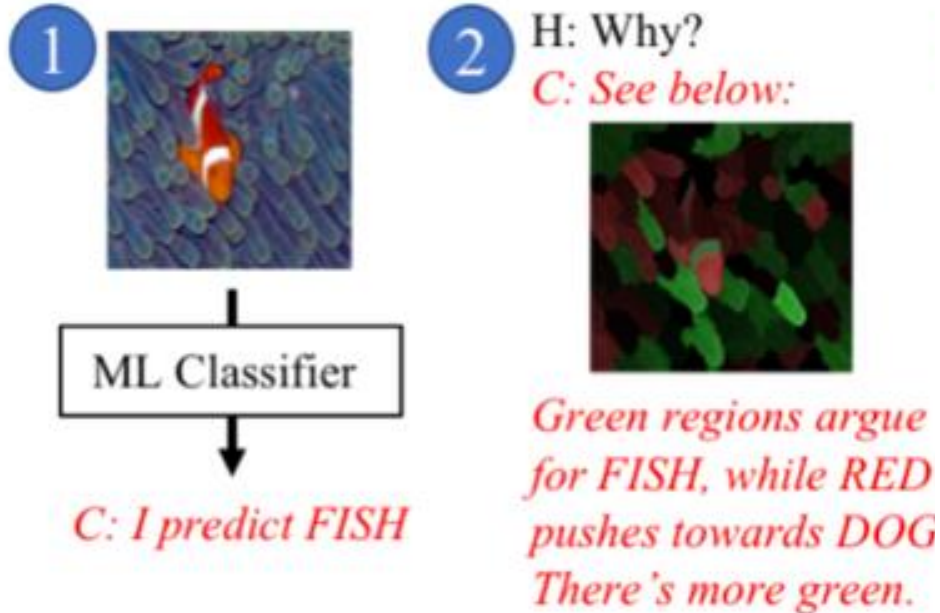 1
ML Classifier
C: I predict FISH
2
H: Why?
C: See below:
Green regions argue
for FISH, while RED
pushes towards DOG
There's more green.